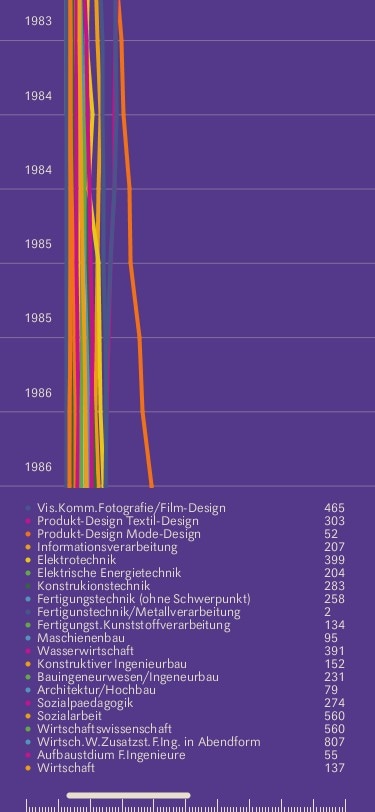 1983
1984
1984
1985
1985
1986
1986
Vis.Komm.Fotografie/Film-Design 465
Produkt-Design Textil-Design 303
Produkt-Design Mode-Design 52
Informationsverarbeitung 207
Elektrotechnik 399
Elektrische Energietechnik 204
Konstrukionstechnik 283
Fertigungstechnik (ohne Schwerpunkt) 258
Fertigunstechnik/Metallverarbeitung 2
Fertigungst.Kunststoffverarbeitung 134
Maschienenbau 95
Wasserwirtschaft 391
Konstruktiver Ingenieurbau 152
Bauingeneurwesen/Ingeneurbau 231
Architektur/Hochbau 79
Sozialpaedagogik 274
Sozialarbeit 560
Wirtschaftswissenschaft 560
Wirtsch.W.Zusatzst.F.Ing. in Abendform 807
Aufbaustdium F.Ingenieure 55
Wirtschaft 137